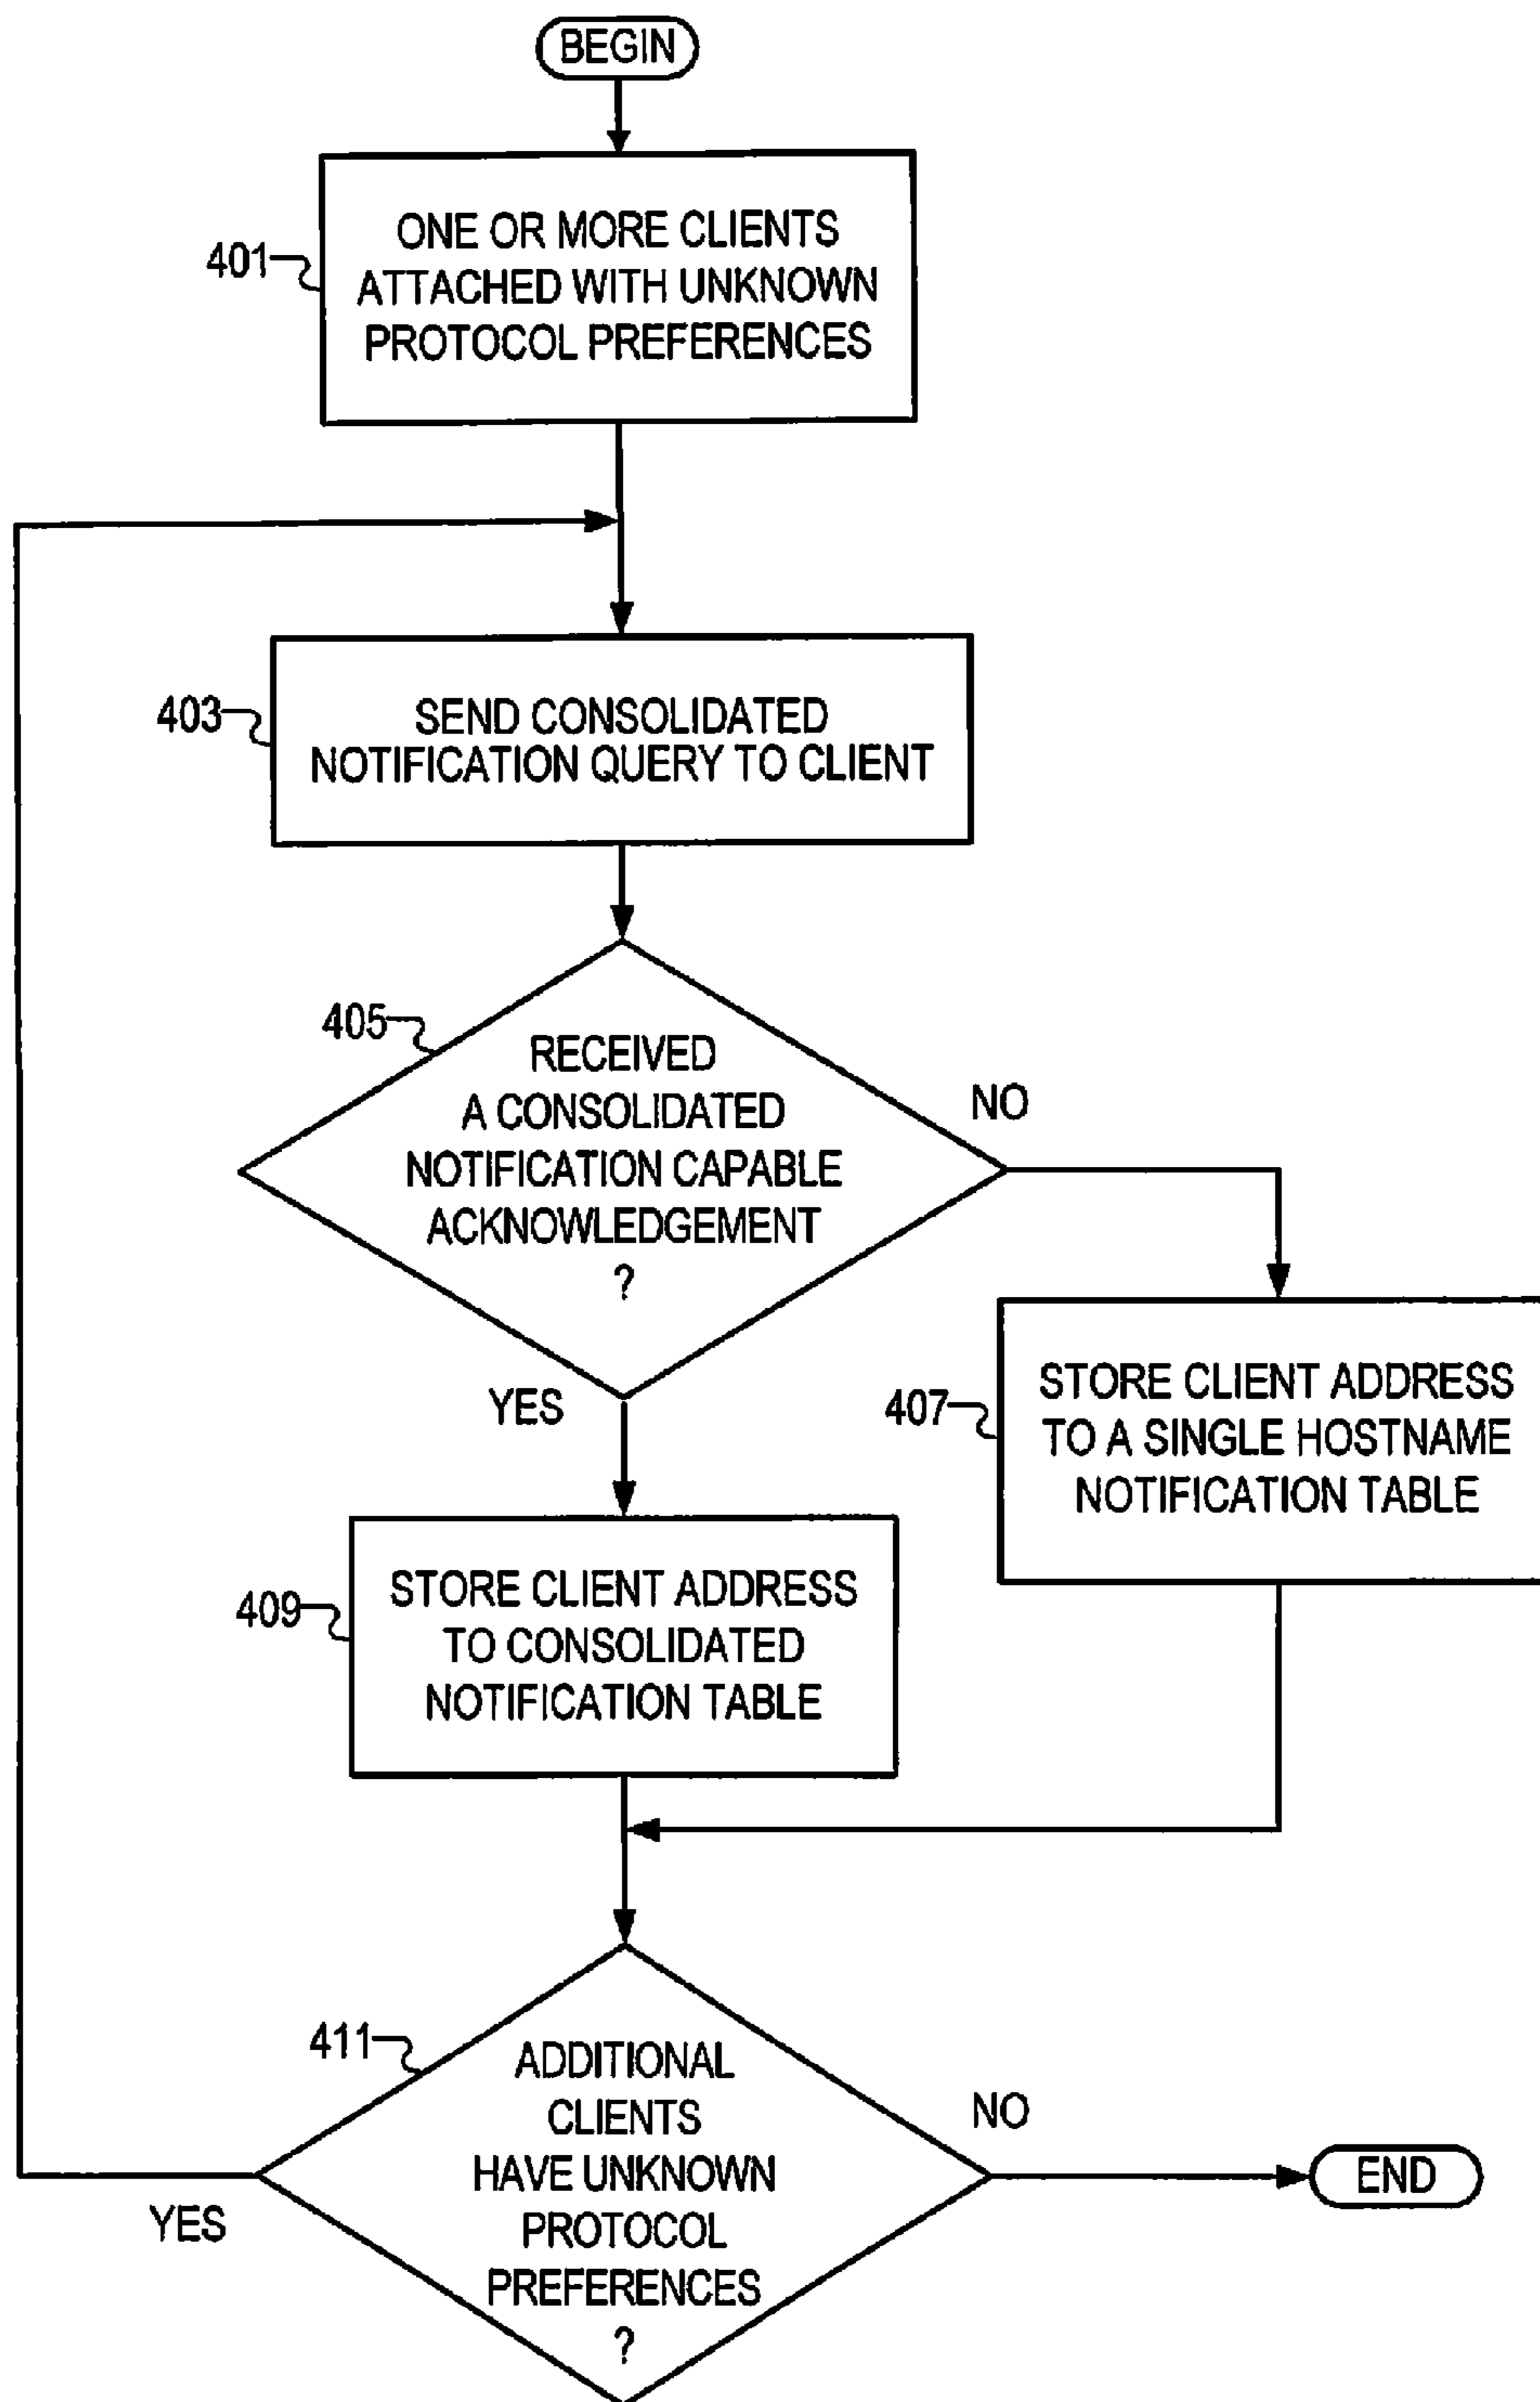 BEGIN
401
ONE OR MORE CLIENTS
ATTACHED WITH UNKNOWN
PROTOCOL PREFERENCES
403
SEND CONSOLIDATED
NOTIFICATION QUERY TO CLIENT
405
RECEIVED
A CONSOLIDATED
NOTIFICATION CAPABLE
ACKNOWLEDGEMENT
?
NO
YES
407
STORE CLIENT ADDRESS
TO A SINGLE HOSTNAME
NOTIFICATION TABLE
409
STORE CLIENT ADDRESS
TO CONSOLIDATED
NOTIFICATION TABLE
411
ADDITIONAL
CLIENTS
HAVE UNKNOWN
PROTOCOL
PREFERENCES
?
NO
YES
END